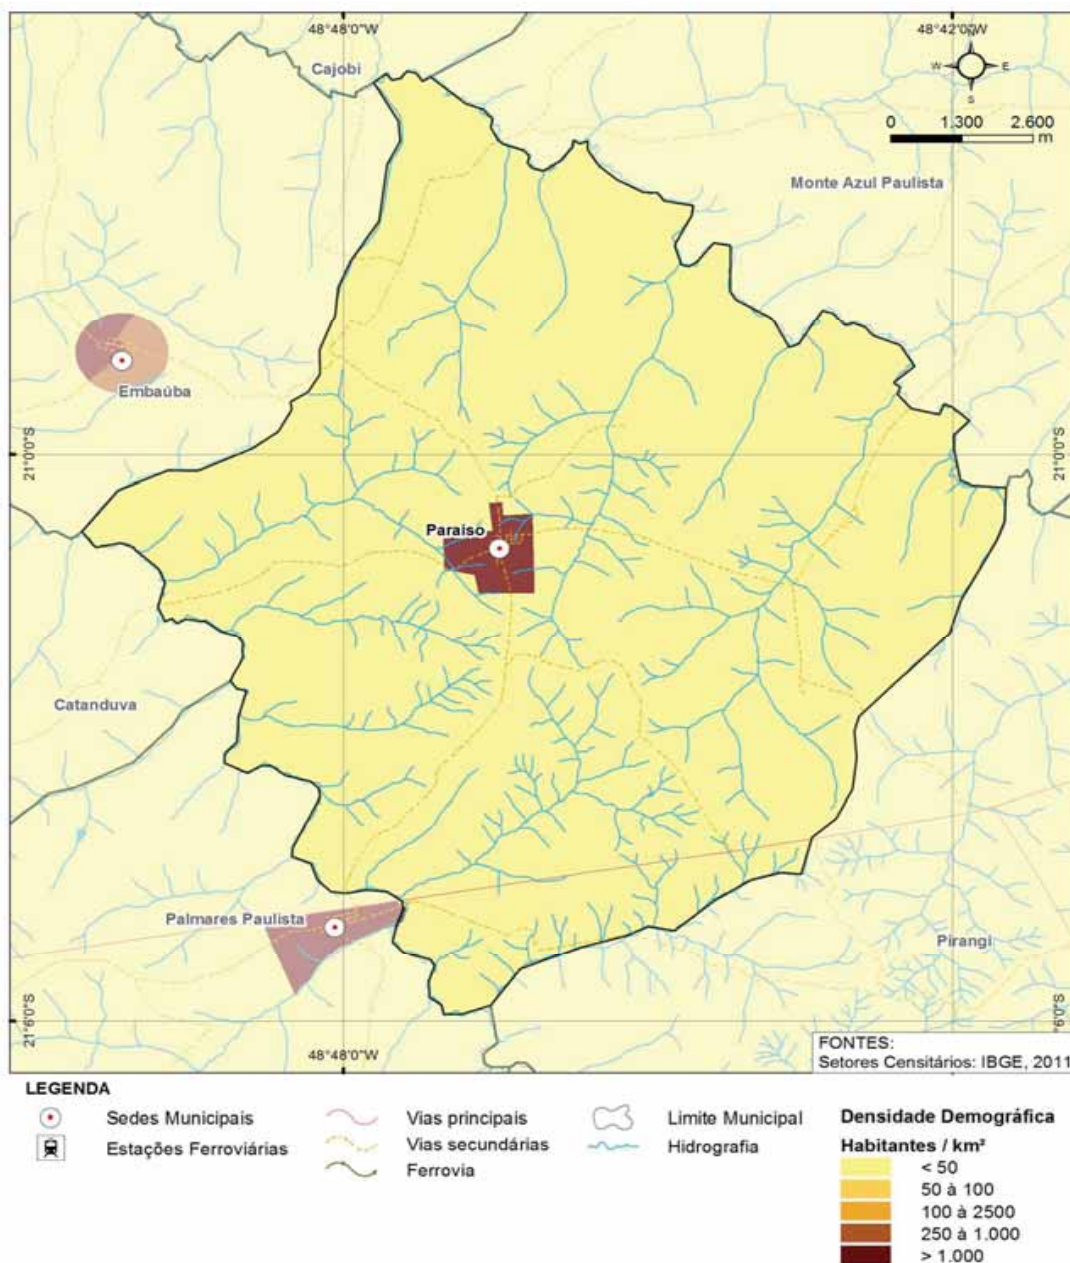 48°48'0"W
48°42'0"W
N
W E
S
Cajobi
0 1.300 2.600
m
Monte Azul Paulista
Embaúba
21°0'0"S
21°0'0"S
Paraiso
Catanduva
Palmares Paulista
Pirangi
21°6'0"S
6'0"S
48°48'0"W
FONTES:
Setores Censitários: IBGE, 2011
LEGENDA
Sedes Municipais
Estações Ferroviárias
Vias principais
Vias secundárias
Ferrovia
Limite Municipal
Hidrografia
Densidade Demográfica
Habitantes / km²
< 50
50 à 100
100 à 2500
250 à 1.000
> 1.000